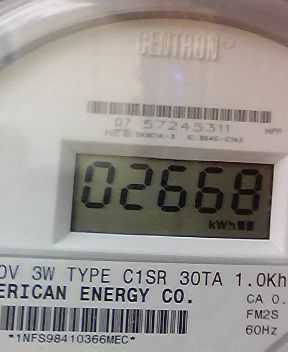 CENTRON®
07 57245311 HPP
02668
kWh
0V 3W TYPE C1SR 30TA 1.0Kh
ERICAN ENERGY CO. CA 0.
FM2S
*1NFS98410366MEC* 60Hz